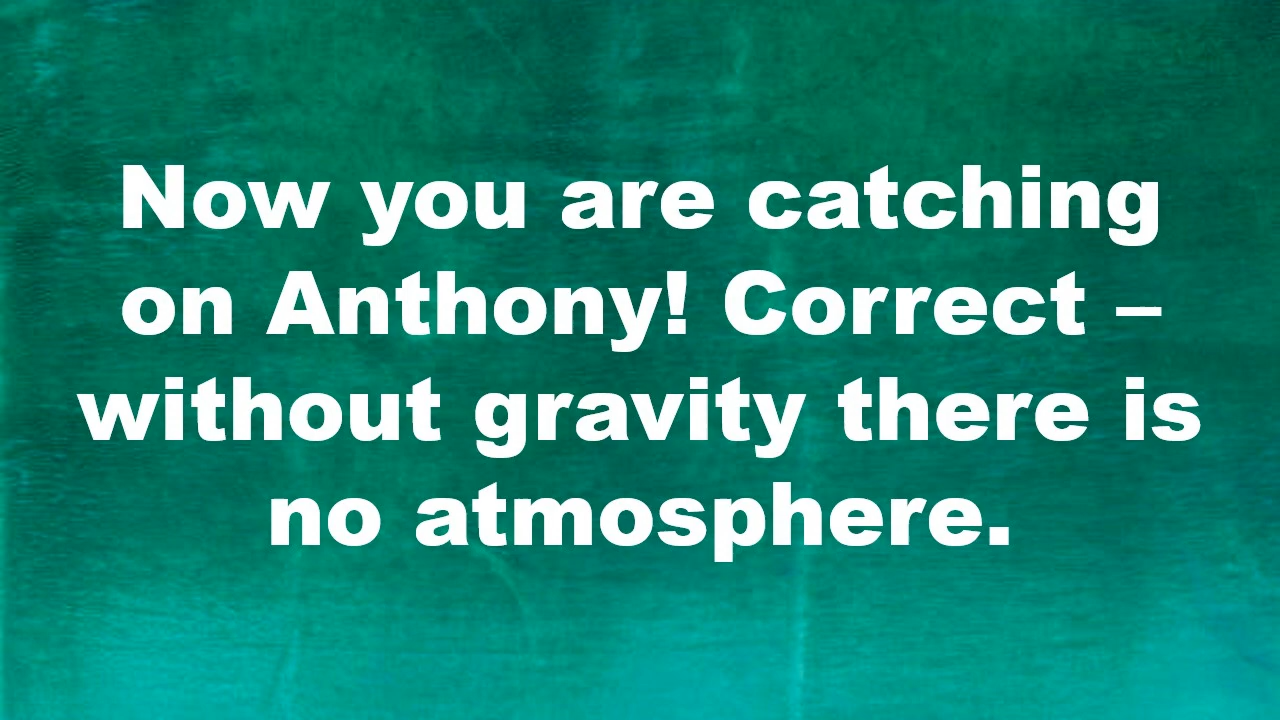 Now you are catching
on Anthony! Correct –
without gravity there is
no atmosphere.